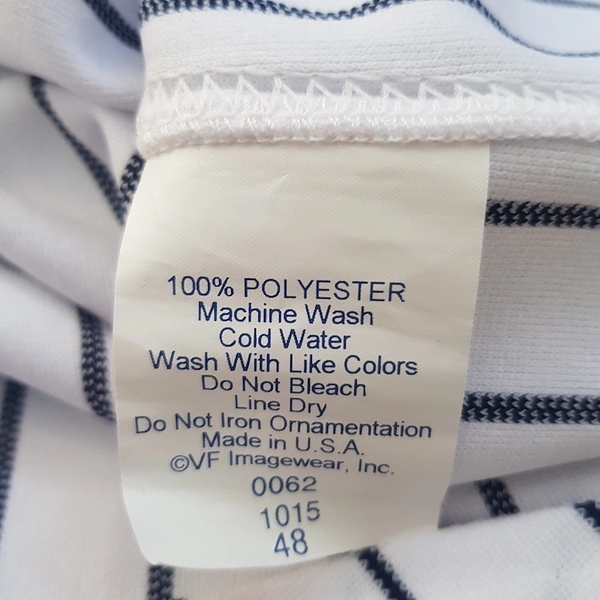 100% POLYESTER
Machine Wash
Cold Water
Wash With Like Colors
Do Not Bleach
Line Dry
Do Not Iron Ornamentation
Made in U.S.A.
©VF Imagewear, Inc.
0062
1015
48